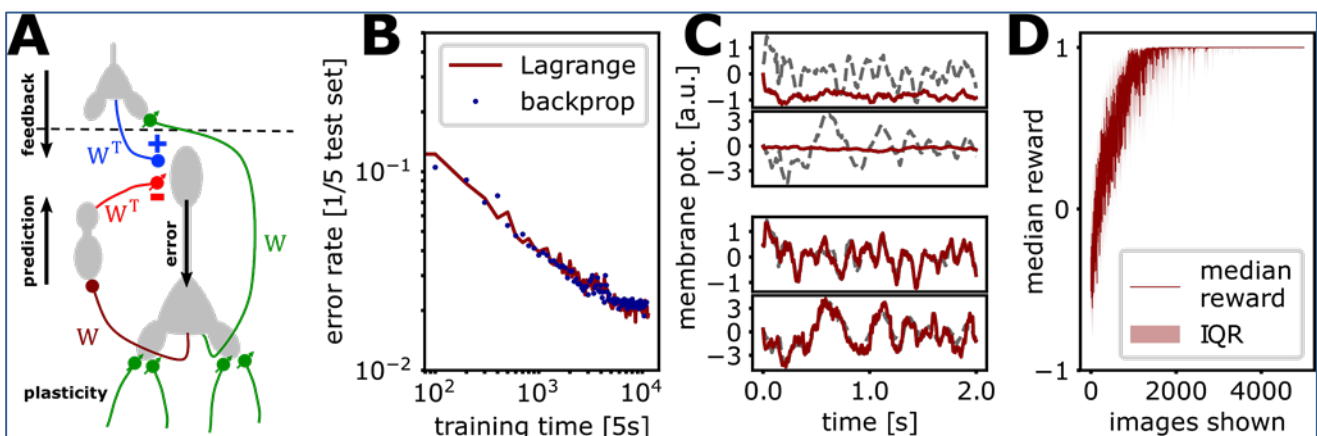 A
feedback
W^T
+
W^T
-
prediction
error
W
W
plasticity
B
Lagrange
backprop
error rate [1/5 test set]
10^-1
10^-2
10^2
10^3
10^4
training time [5s]
C
membrane pot. [a.u.]
1
0
−1
3
0
−3
1
0
−1
3
0
−3
0.0
1.0
2.0
time [s]
D
median reward
1
0
−1
median
reward
IQR
0
2000
4000
images shown